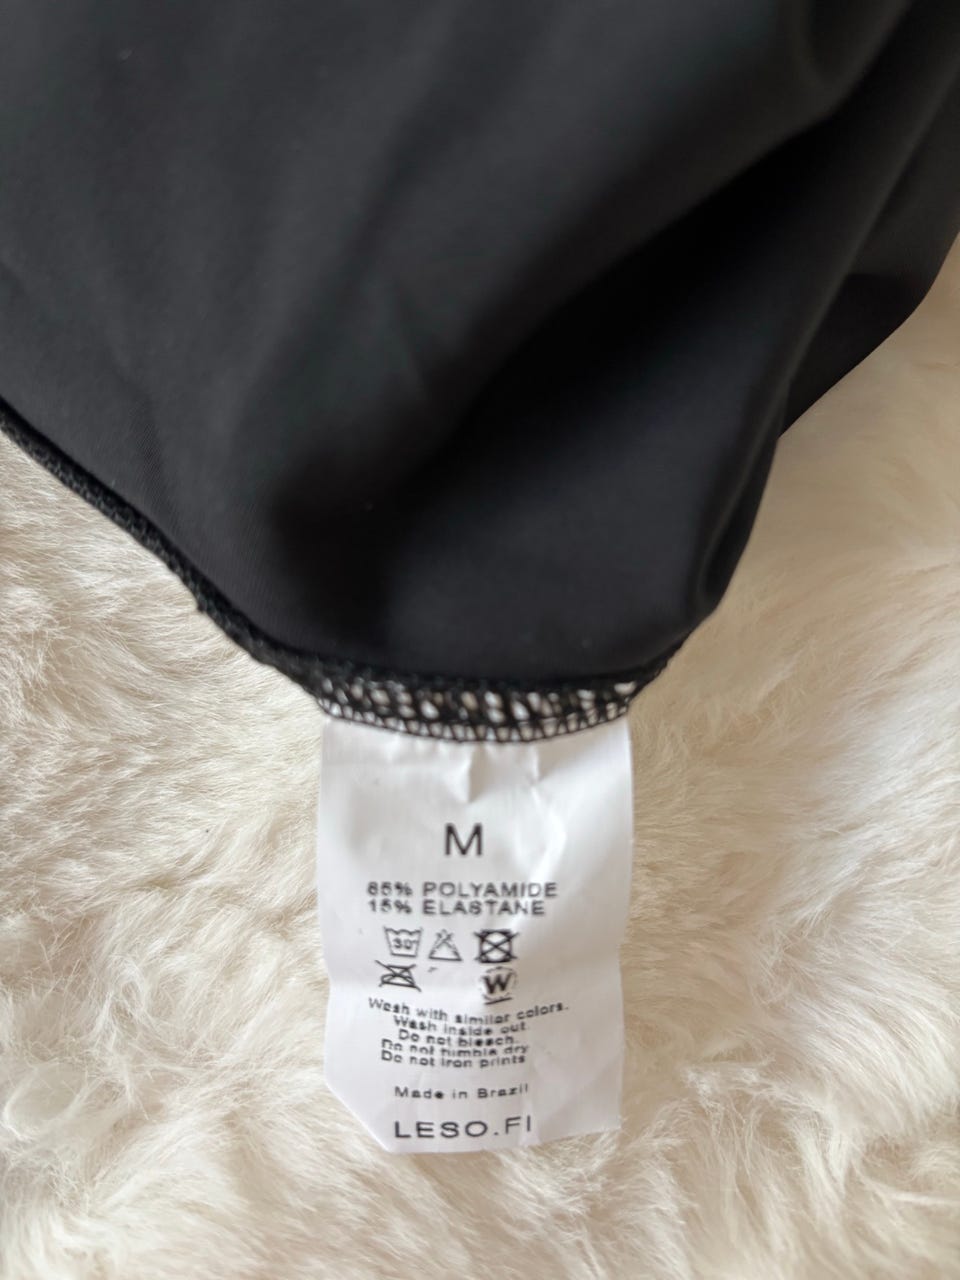 M
85% POLYAMIDE
15% ELASTANE
30
W
Wash with similar colors.
Wash inside out.
Do not bleach.
Do not tumble dry
Do not iron prints
Made in Brazil
LESO.FI